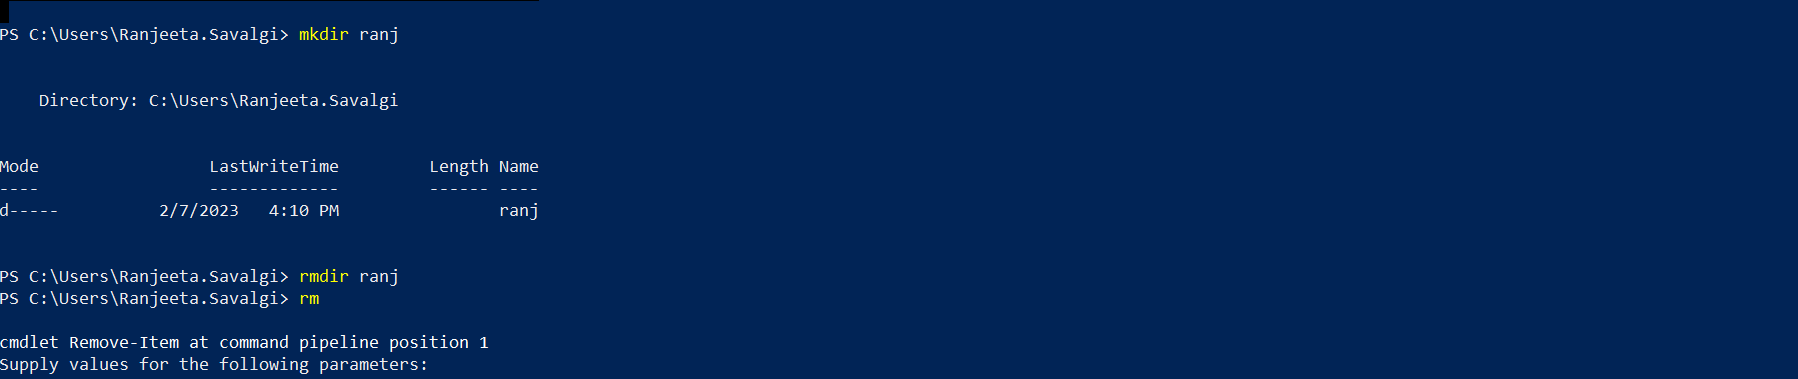 PS C:\Users\Ranjeeta.Savalgi> mkdir ranj
Directory: C:\Users\Ranjeeta.Savalgi
Mode                 LastWriteTime         Length Name
----                 -------------         ------ ----
d-----          2/7/2023   4:10 PM                ranj
PS C:\Users\Ranjeeta.Savalgi> rmdir ranj
PS C:\Users\Ranjeeta.Savalgi> rm
cmdlet Remove-Item at command pipeline position 1
Supply values for the following parameters: